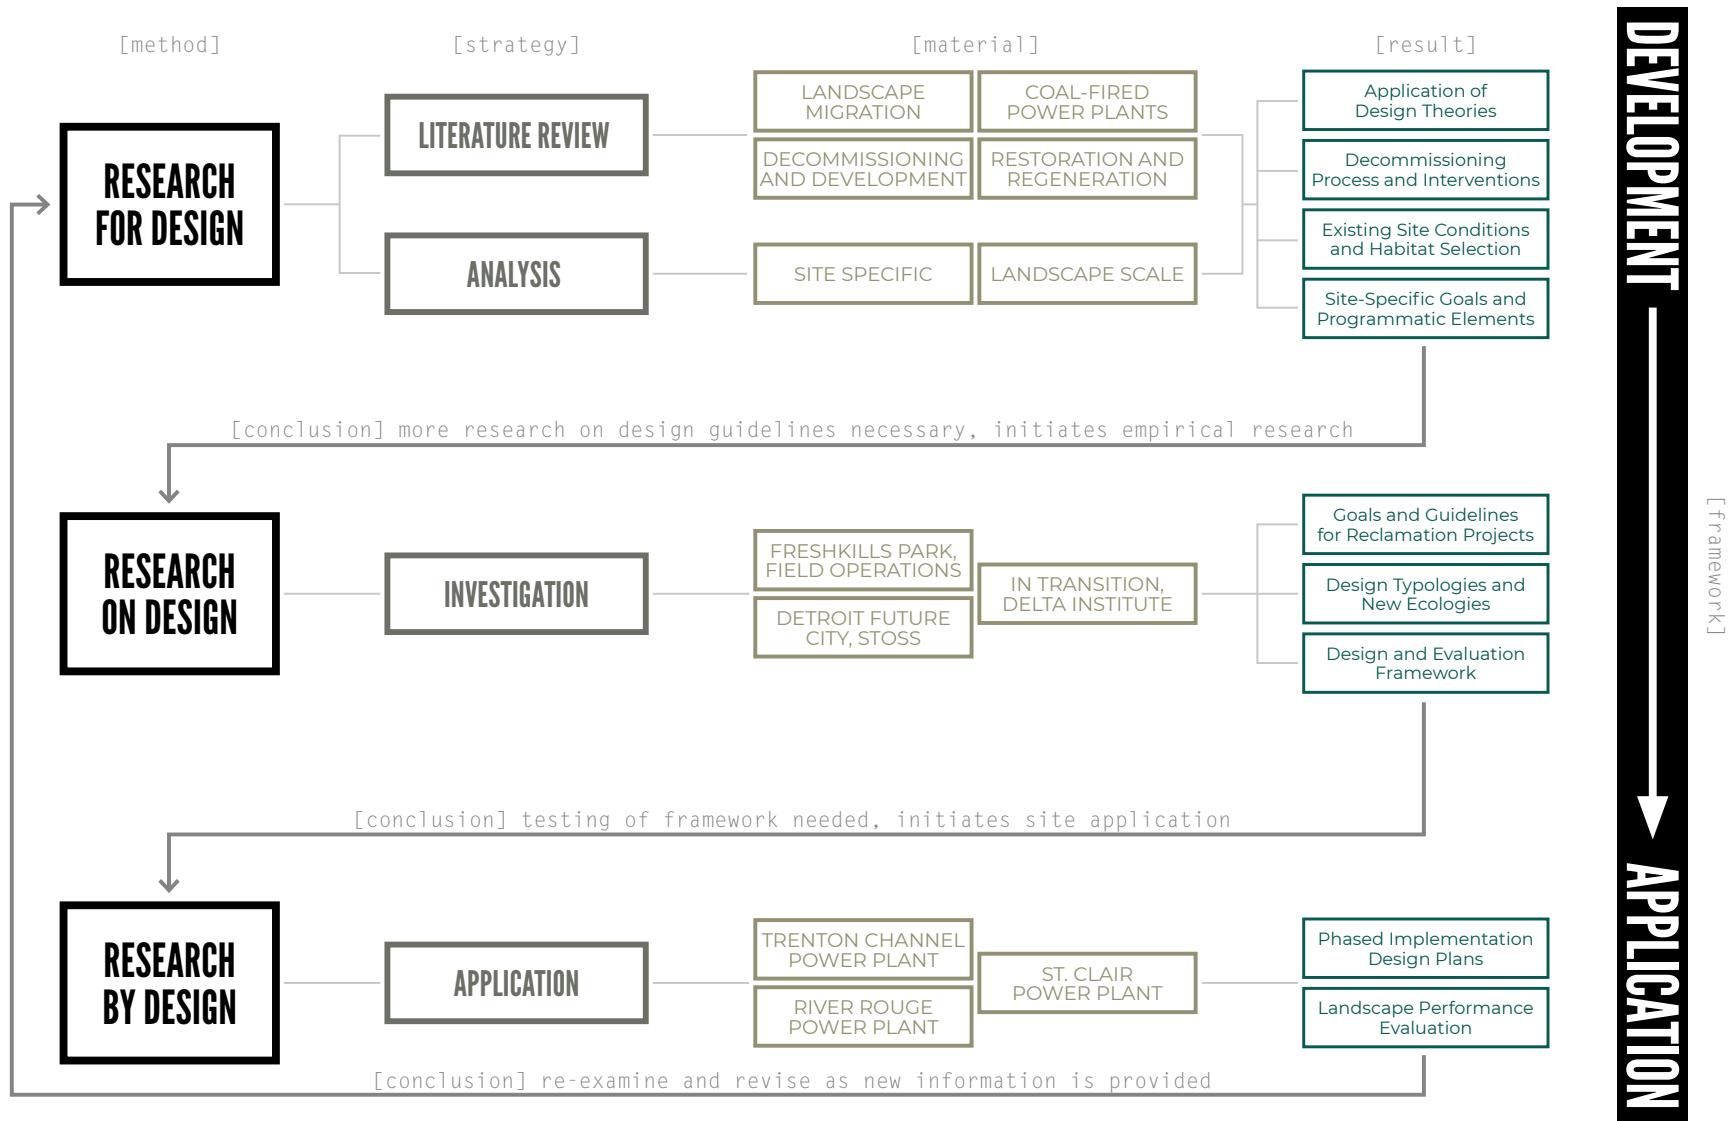 [method]
[strategy]
[material]
[result]
RESEARCH
FOR DESIGN
LITERATURE REVIEW
ANALYSIS
LANDSCAPE
MIGRATION
COAL-FIRED
POWER PLANTS
DECOMMISSIONING
AND DEVELOPMENT
RESTORATION AND
REGENERATION
SITE SPECIFIC
LANDSCAPE SCALE
Application of
Design Theories
Decommissioning
Process and Interventions
Existing Site Conditions
and Habitat Selection
Site-Specific Goals and
Programmatic Elements
[conclusion] more research on design guidelines necessary, initiates empirical research
RESEARCH
ON DESIGN
INVESTIGATION
FRESHKILLS PARK,
FIELD OPERATIONS
DETROIT FUTURE
CITY, STOSS
IN TRANSITION,
DELTA INSTITUTE
Goals and Guidelines
for Reclamation Projects
Design Typologies and
New Ecologies
Design and Evaluation
Framework
[conclusion] testing of framework needed, initiates site application
RESEARCH
BY DESIGN
APPLICATION
TRENTON CHANNEL
POWER PLANT
RIVER ROUGE
POWER PLANT
ST. CLAIR
POWER PLANT
Phased Implementation
Design Plans
Landscape Performance
Evaluation
[conclusion] re-examine and revise as new information is provided
DEVELOPMENT
APPLICATION
[framework]